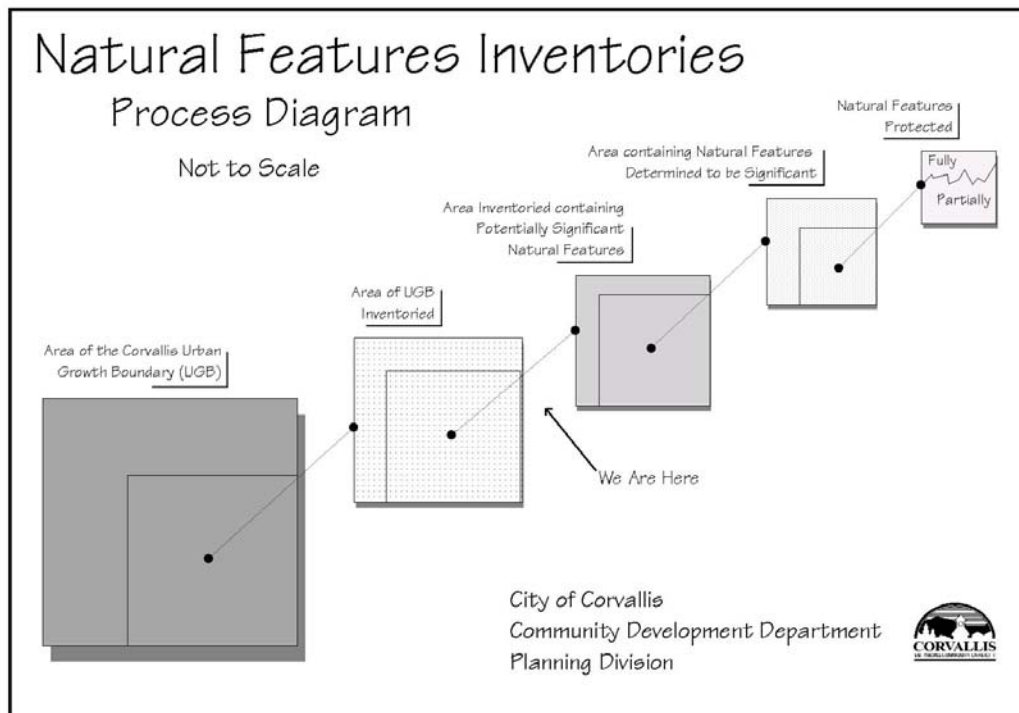 Natural Features Inventories
Process Diagram
Not to Scale
Natural Features
Protected
Fully
Partially
Area containing Natural Features
Determined to be Significant
Area Inventoried containing
Potentially Significant
Natural Features
Area of UGB
Inventoried
Area of the Corvallis Urban
Growth Boundary (UGB)
We Are Here
City of Corvallis
Community Development Department
Planning Division
CORVALLIS